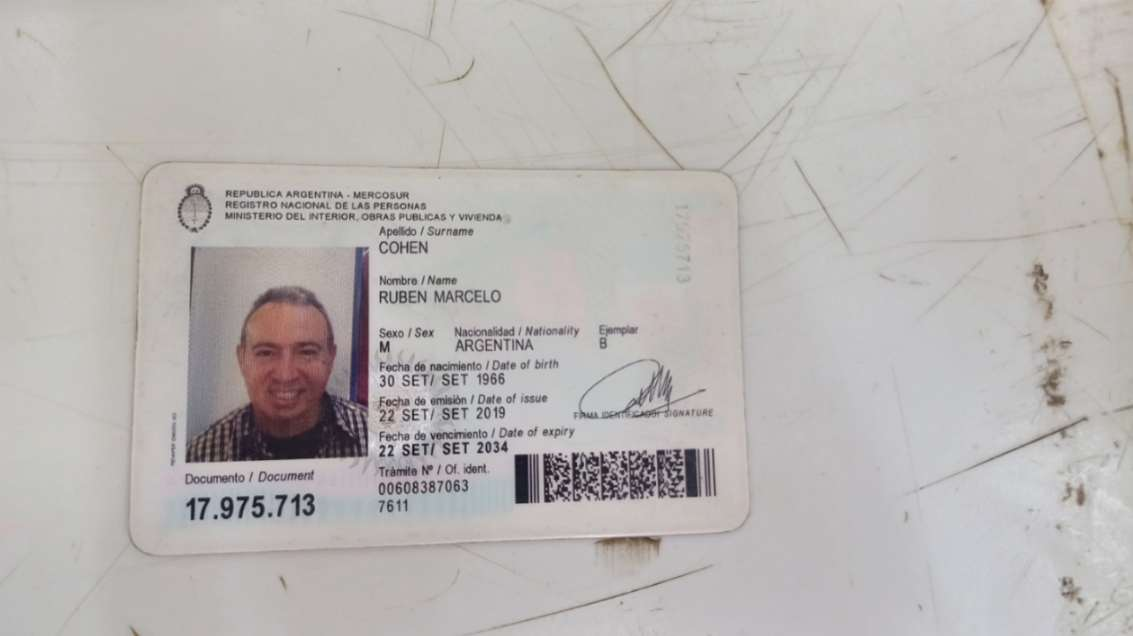 REPUBLICA ARGENTINA - MERCOSUR
REGISTRO NACIONAL DE LAS PERSONAS
MINISTERIO DEL INTERIOR, OBRAS PUBLICAS Y VIVIENDA
Apellido / Surname
COHEN
Nombre / Name
RUBEN MARCELO
Sexo / Sex Nacionalidad / Nationality Ejemplar
M ARGENTINA B
Fecha de nacimiento / Date of birth
30 SET/ SET 1966
Fecha de emisión / Date of issue
22 SET/ SET 2019
FIRMA IDENTIFICADO/ SIGNATURE
Fecha de vencimiento / Date of expiry
22 SET/ SET 2034
Documento / Document
17.975.713
Trámite Nº / Of. ident.
00608387063
7611